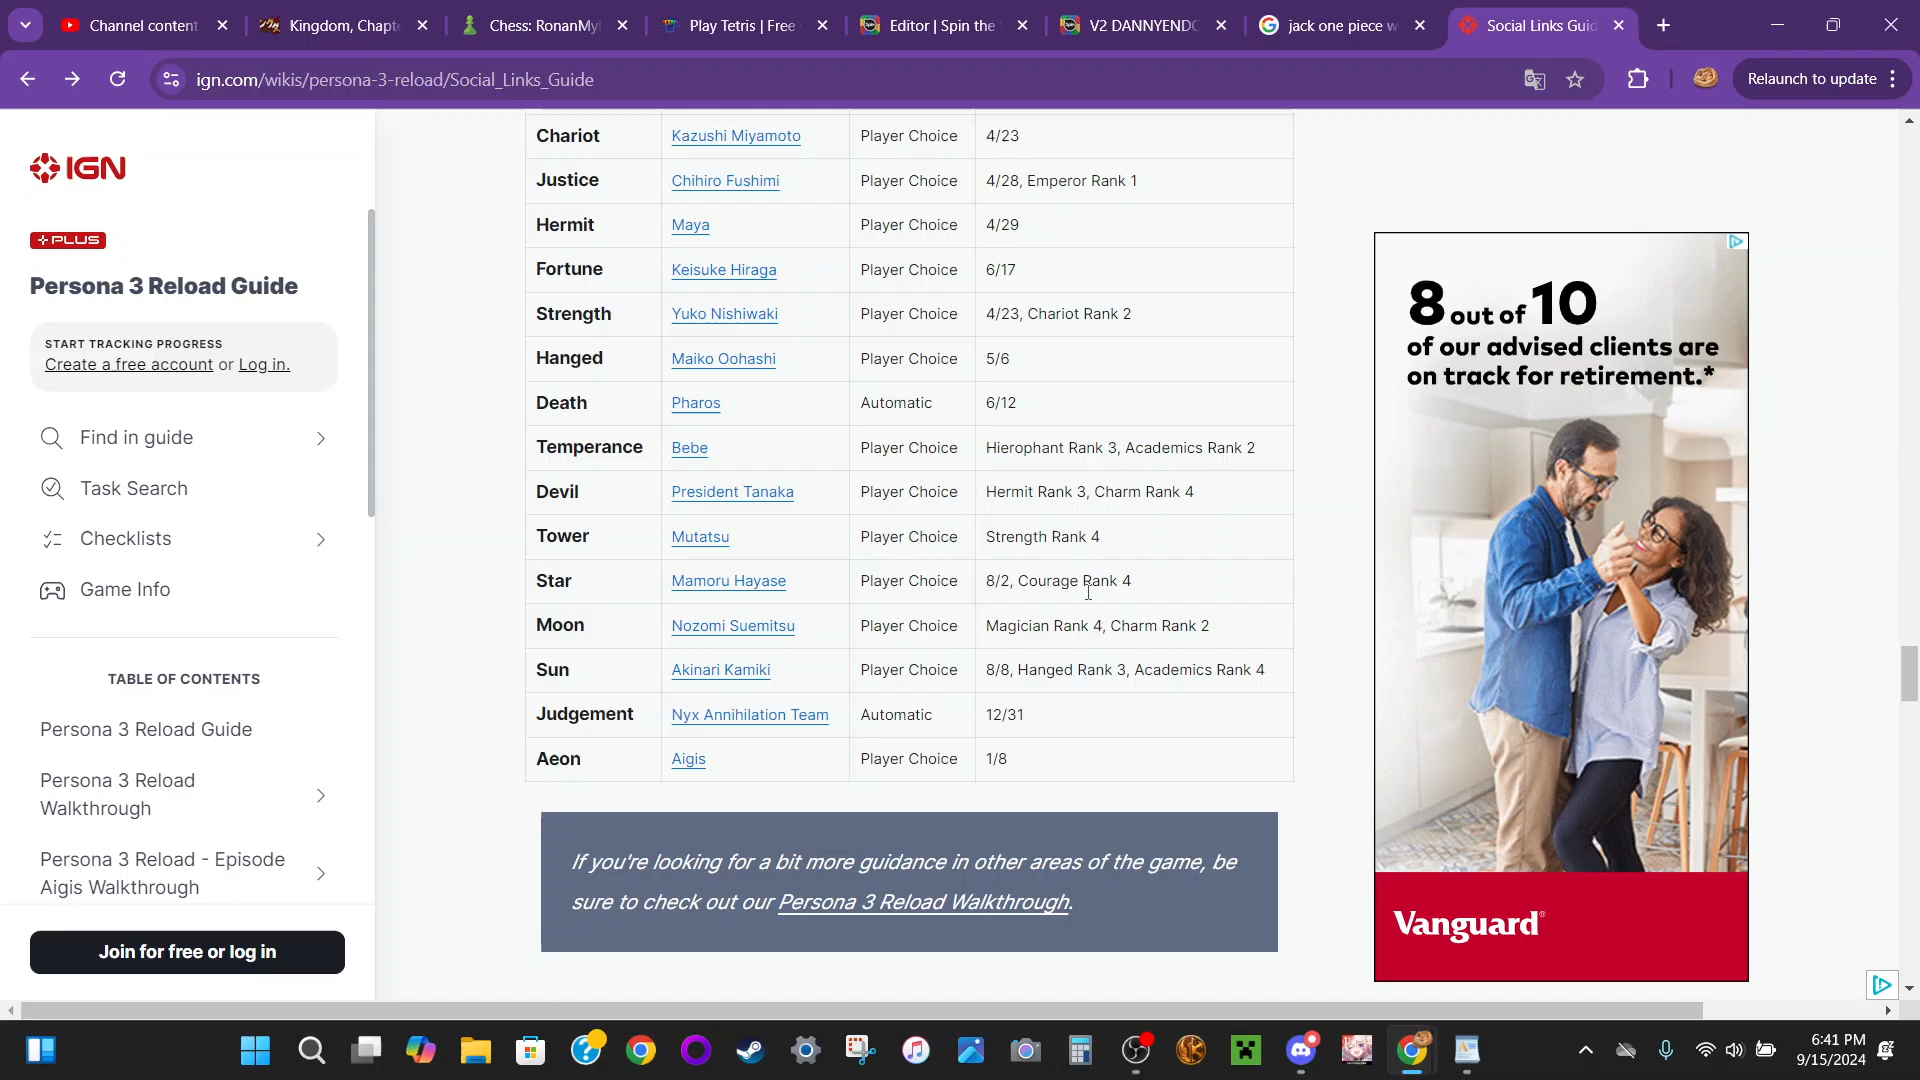 Channel content
Kingdom, Chapte
Chess: RonanMyl
Play Tetris | Free
Editor | Spin the
V2 DANNYENDC
jack one piece w
Social Links Guid
ign.com/wikis/persona-3-reload/Social_Links_Guide
Relaunch to update
IGN
+PLUS
Persona 3 Reload Guide
START TRACKING PROGRESS
Create a free account or Log in.
Find in guide
Task Search
Checklists
Game Info
TABLE OF CONTENTS
Persona 3 Reload Guide
Persona 3 Reload
Walkthrough
Persona 3 Reload - Episode
Aigis Walkthrough
Join for free or log in
Chariot Kazushi Miyamoto Player Choice 4/23
Justice Chihiro Fushimi Player Choice 4/28, Emperor Rank 1
Hermit Maya Player Choice 4/29
Fortune Keisuke Hiraga Player Choice 6/17
Strength Yuko Nishiwaki Player Choice 4/23, Chariot Rank 2
Hanged Maiko Oohashi Player Choice 5/6
Death Pharos Automatic 6/12
Temperance Bebe Player Choice Hierophant Rank 3, Academics Rank 2
Devil President Tanaka Player Choice Hermit Rank 3, Charm Rank 4
Tower Mutatsu Player Choice Strength Rank 4
Star Mamoru Hayase Player Choice 8/2, Courage Rank 4
Moon Nozomi Suemitsu Player Choice Magician Rank 4, Charm Rank 2
Sun Akinari Kamiki Player Choice 8/8, Hanged Rank 3, Academics Rank 4
Judgement Nyx Annihilation Team Automatic 12/31
Aeon Aigis Player Choice 1/8
If you're looking for a bit more guidance in other areas of the game, be
sure to check out our Persona 3 Reload Walkthrough.
8 out of 10
of our advised clients are
on track for retirement.*
Vanguard®
6:41 PM
9/15/2024